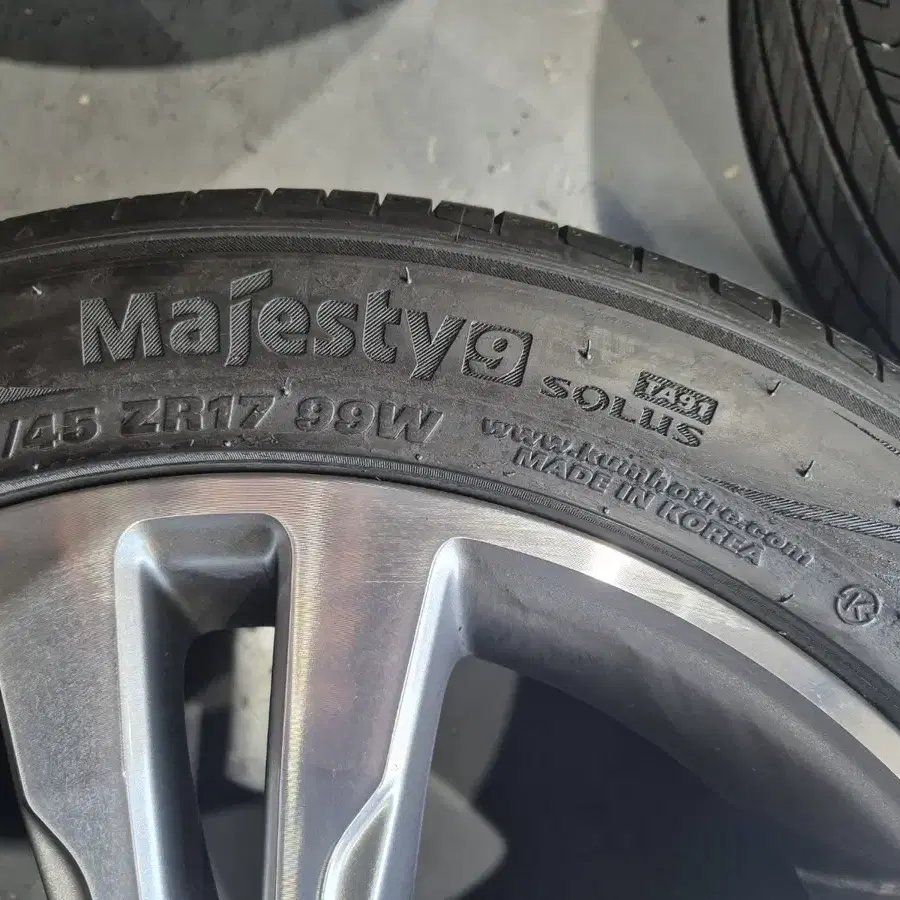 Majesty9
SOLUS TA91
/45 ZR17 99W
www.kumhotire.com
MADE IN KOREA
K